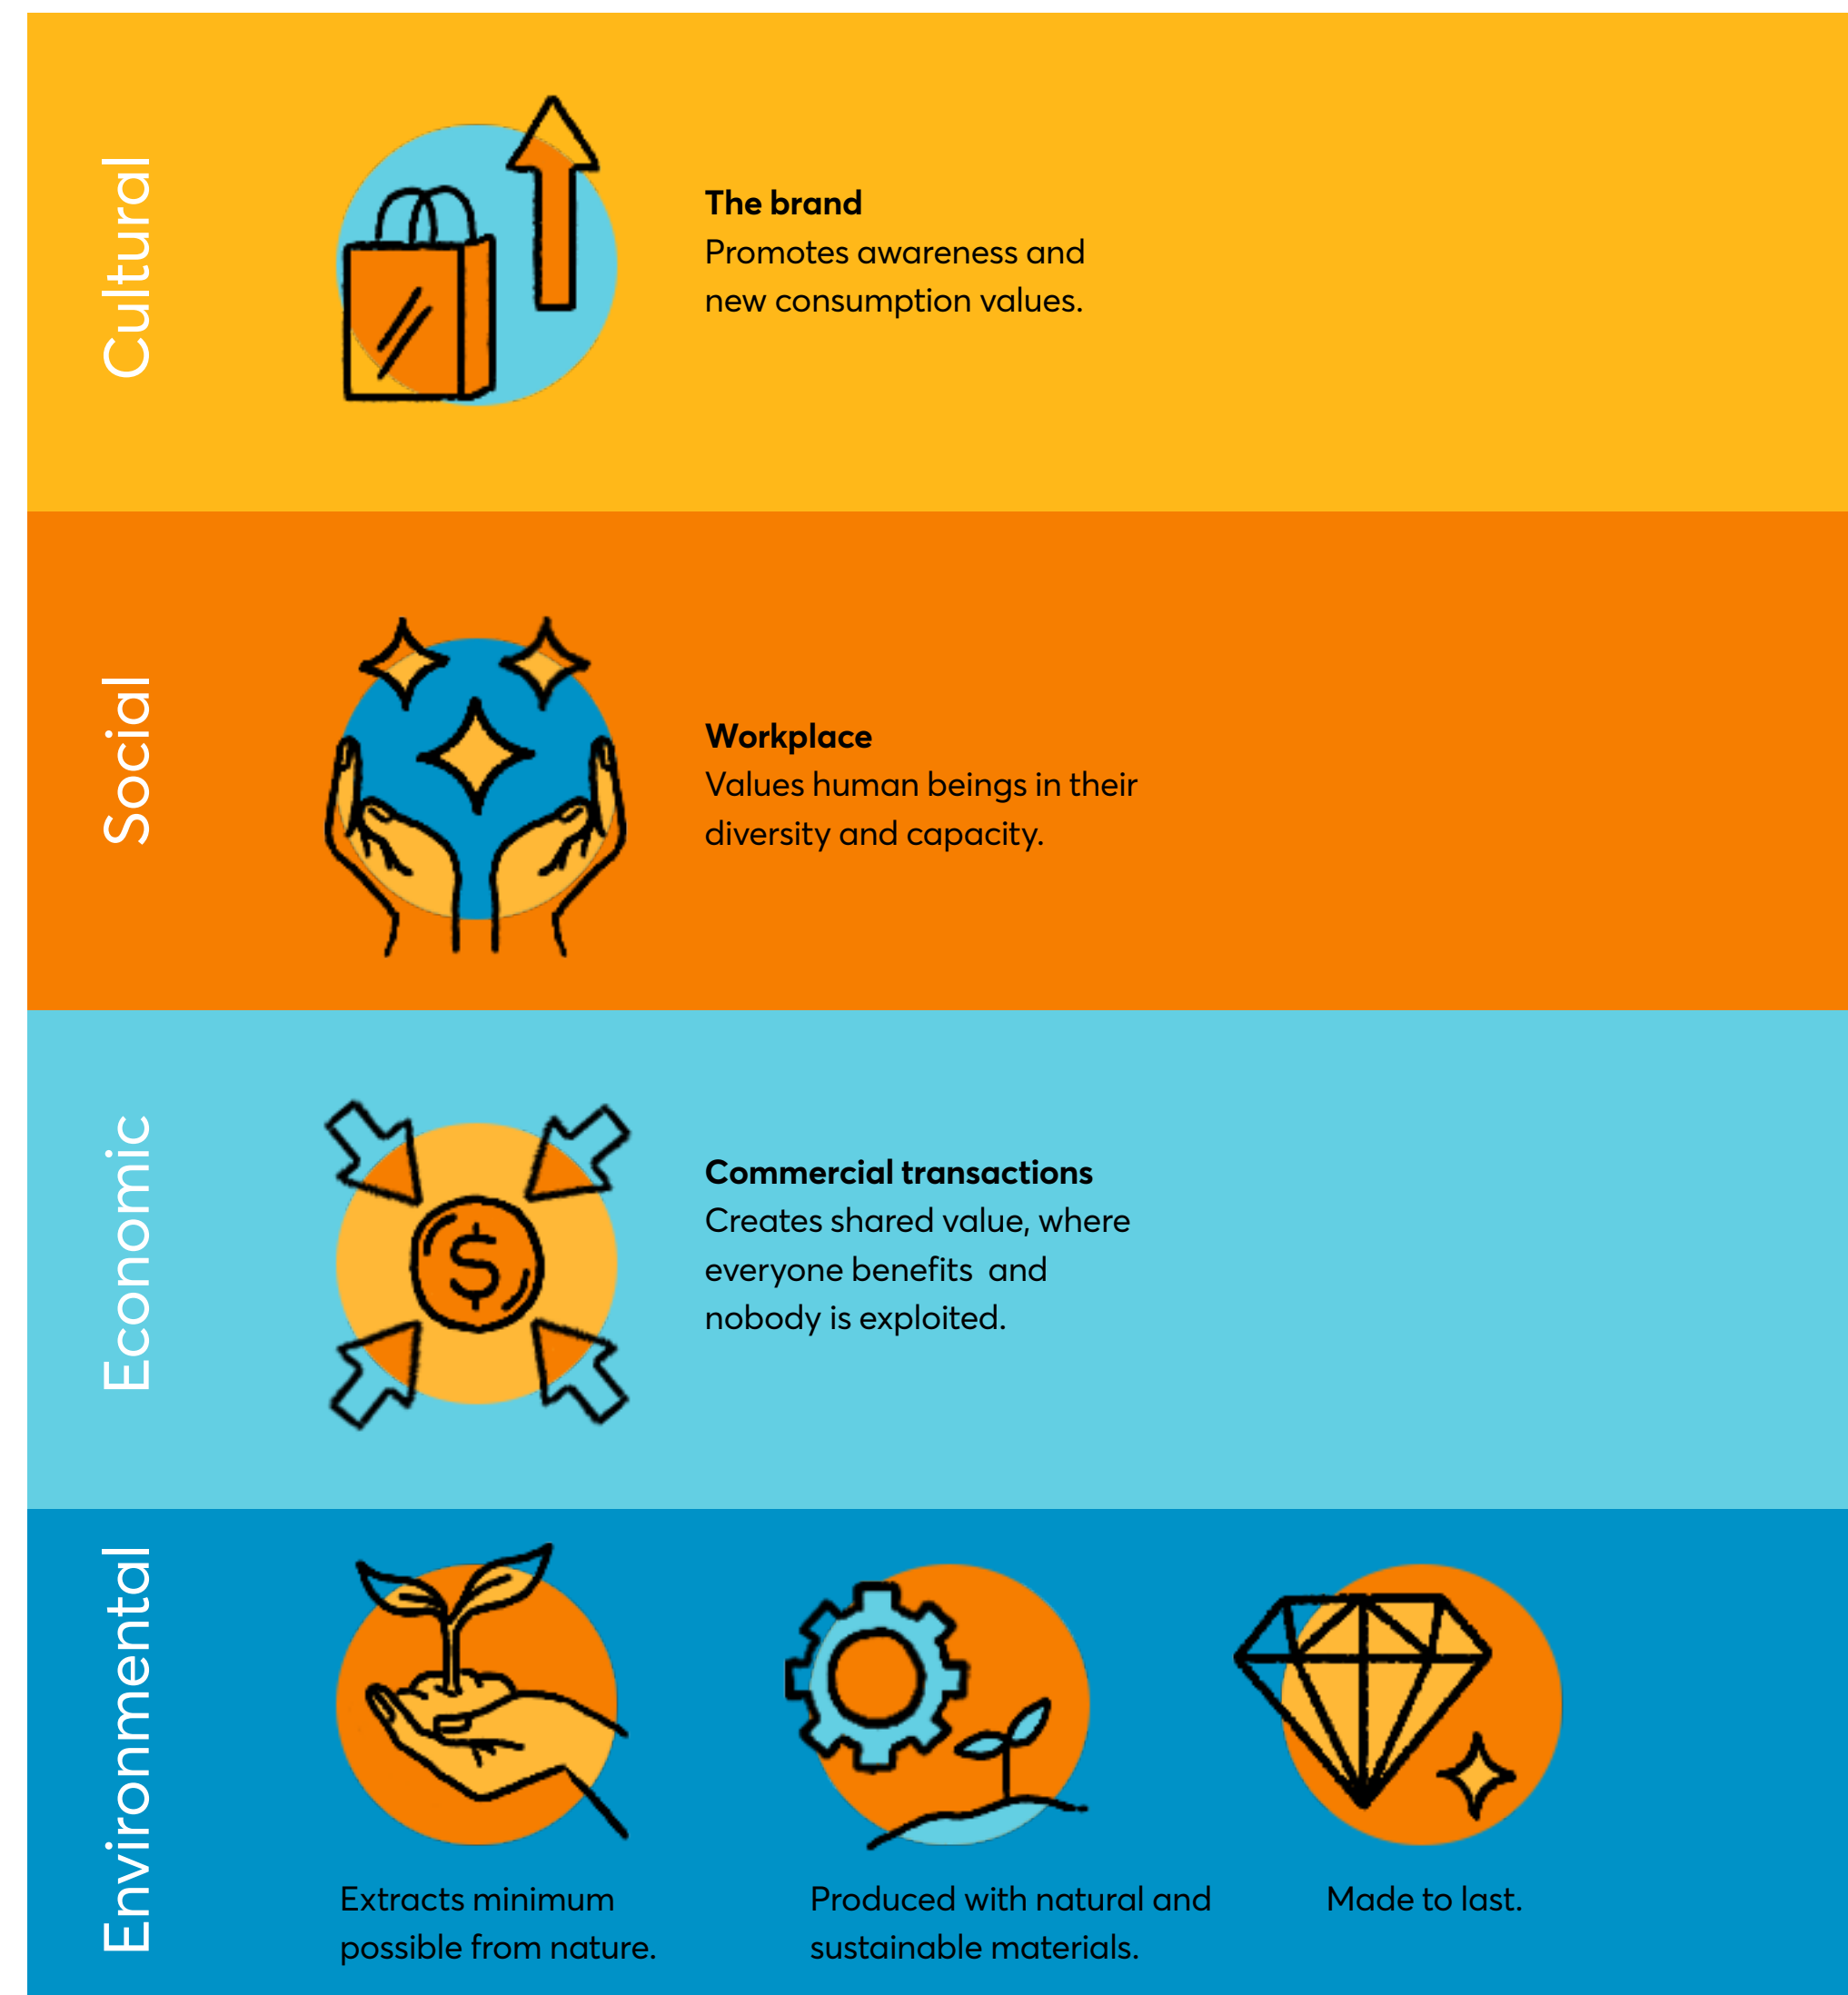 Cultural
The brand
Promotes awareness and
new consumption values.
Social
Workplace
Values human beings in their
diversity and capacity.
Economic
Commercial transactions
Creates shared value, where
everyone benefits  and
nobody is exploited.
Environmental
Extracts minimum
possible from nature.
Produced with natural and
sustainable materials.
Made to last.